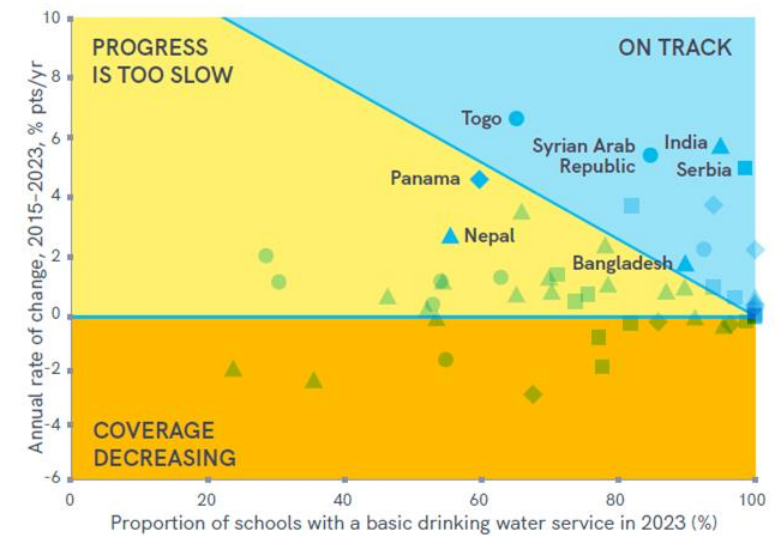 PROGRESS
IS TOO SLOW
ON TRACK
Togo
Syrian Arab
Republic
India
Serbia
Panama
Nepal
Bangladesh
COVERAGE
DECREASING
10
8
6
4
2
0
-2
-4
-6
Annual rate of change, 2015–2023, % pts/yr
0
20
40
60
80
100
Proportion of schools with a basic drinking water service in 2023 (%)